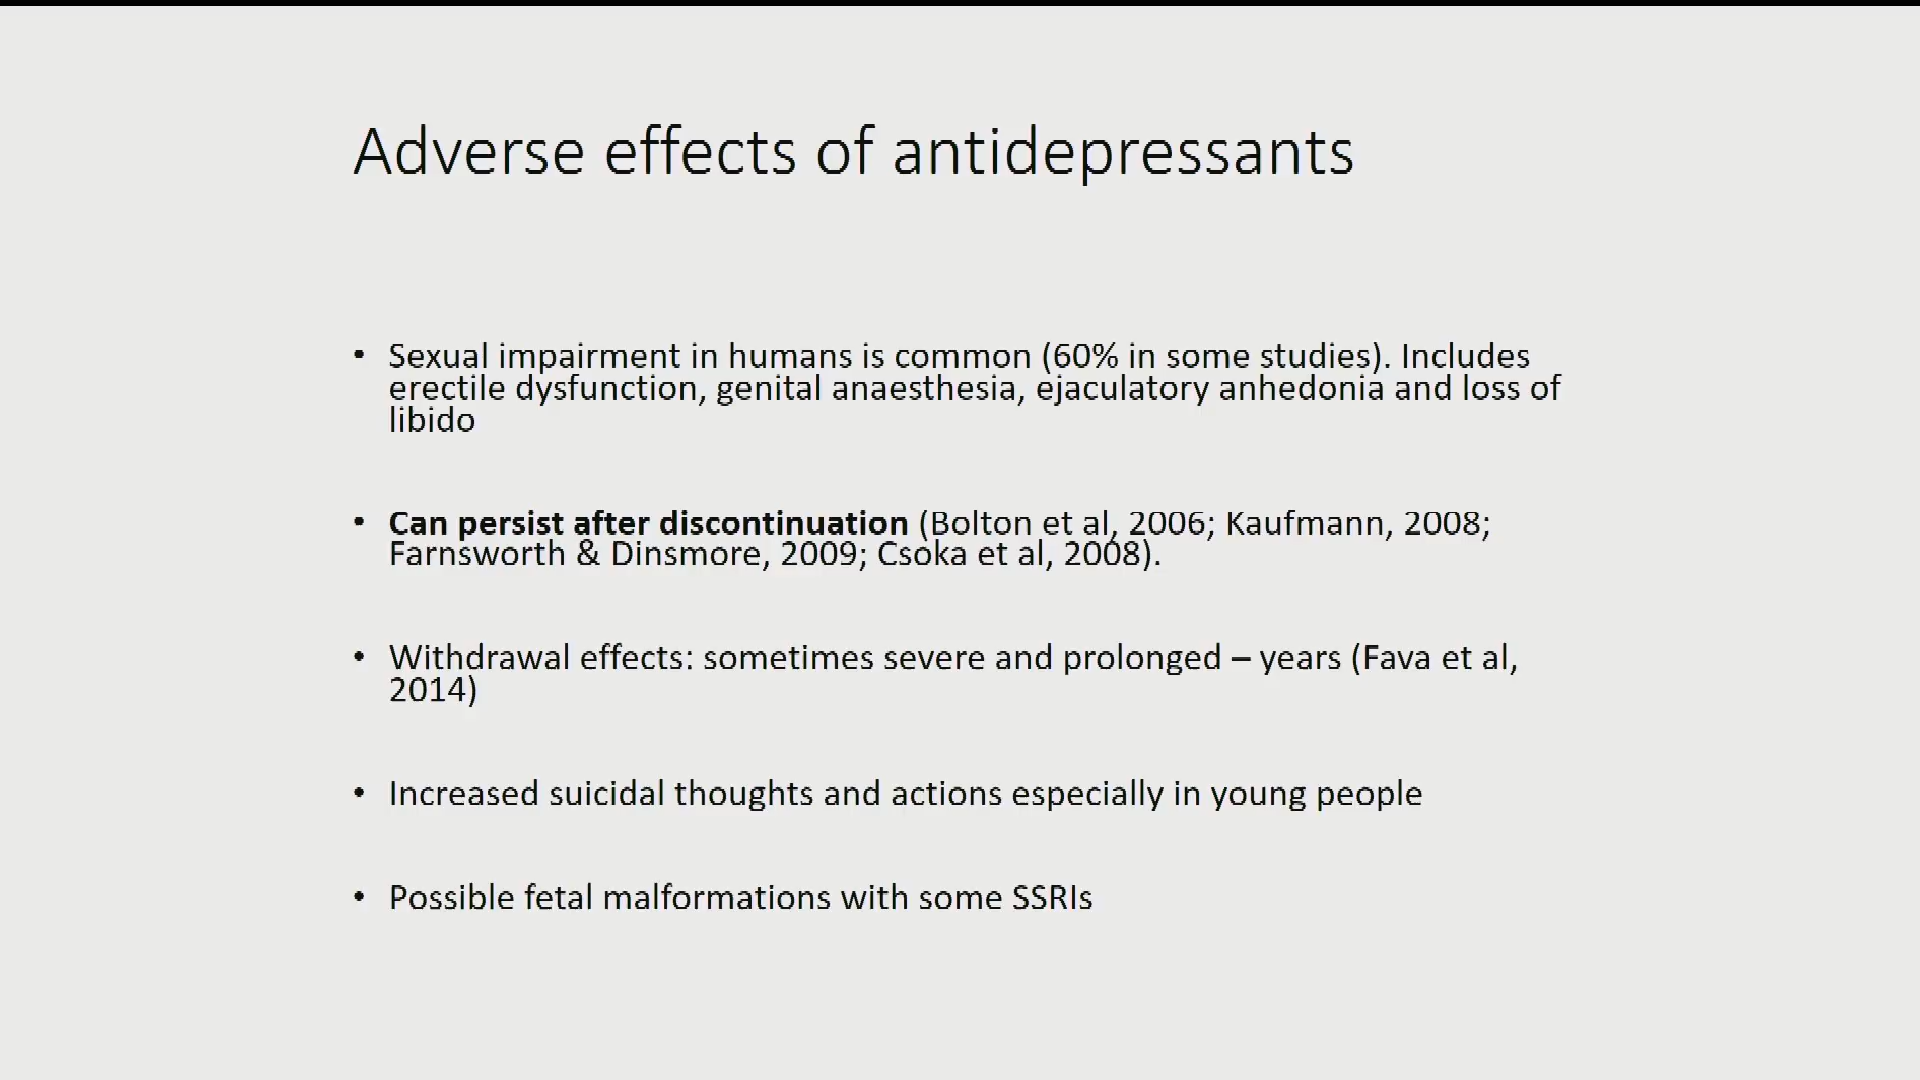 Adverse effects of antidepressants
• Sexual impairment in humans is common (60% in some studies). Includes
erectile dysfunction, genital anaesthesia, ejaculatory anhedonia and loss of
libido
• Can persist after discontinuation (Bolton et al, 2006; Kaufmann, 2008;
Farnsworth & Dinsmore, 2009; Csoka et al, 2008).
• Withdrawal effects: sometimes severe and prolonged – years (Fava et al,
2014)
• Increased suicidal thoughts and actions especially in young people
• Possible fetal malformations with some SSRIs